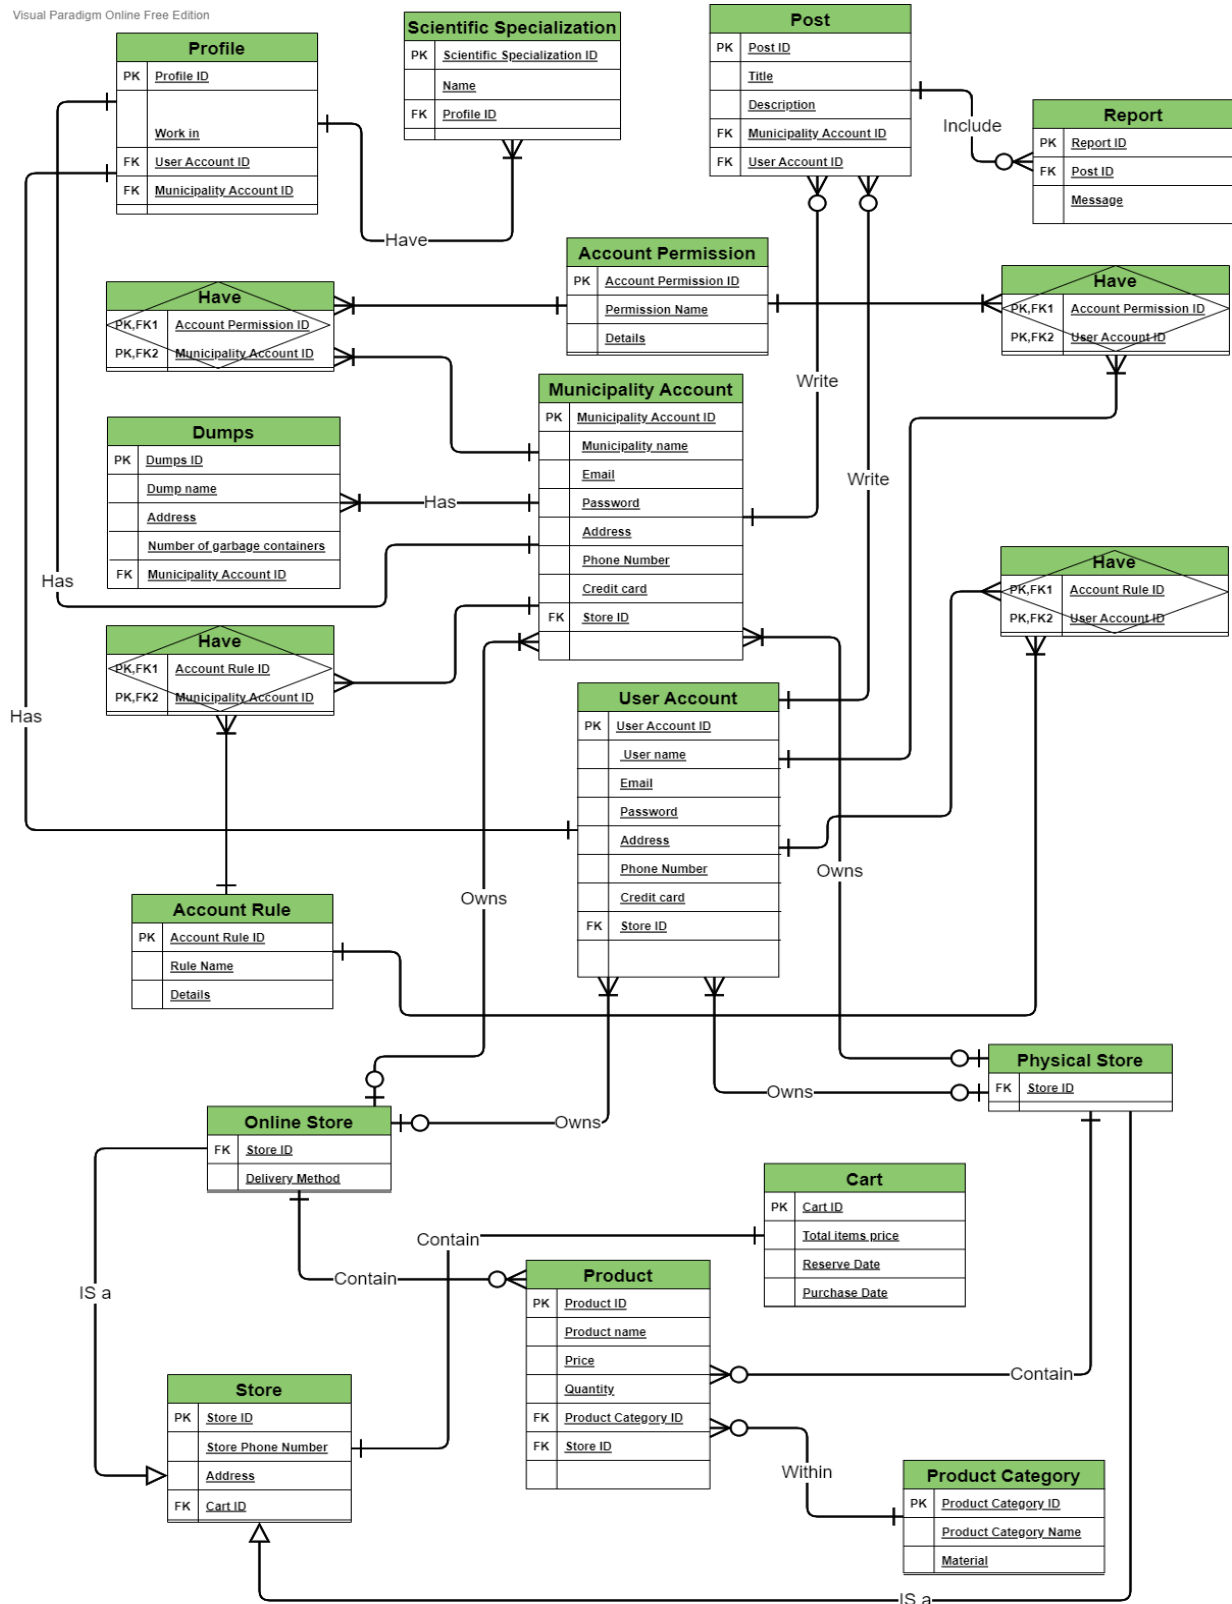 Visual Paradigm Online Free Edition
Profile
PK Profile ID
Work in
FK User Account ID
FK Municipality Account ID
Scientific Specialization
PK Scientific Specialization ID
Name
FK Profile ID
Post
PK Post ID
Title
Description
FK Municipality Account ID
FK User Account ID
Include
Report
PK Report ID
FK Post ID
Message
Have
Account Permission
PK Account Permission ID
Permission Name
Details
Have
PK,FK1 Account Permission ID
PK,FK2 Municipality Account ID
Have
PK,FK1 Account Permission ID
PK,FK2 User Account ID
Write
Write
Municipality Account
PK Municipality Account ID
Municipality name
Email
Password
Address
Phone Number
Credit card
FK Store ID
Dumps
PK Dumps ID
Dump name
Address
Number of garbage containers
FK Municipality Account ID
Has
Has
Have
PK,FK1 Account Rule ID
PK,FK2 User Account ID
Have
PK,FK1 Account Rule ID
PK,FK2 Municipality Account ID
Has
User Account
PK User Account ID
User name
Email
Password
Address
Phone Number
Credit card
FK Store ID
Owns
Owns
Account Rule
PK Account Rule ID
Rule Name
Details
Physical Store
FK Store ID
Owns
Owns
Online Store
FK Store ID
Delivery Method
Cart
PK Cart ID
Total items price
Reserve Date
Purchase Date
Contain
Contain
IS a
Product
PK Product ID
Product name
Price
Quantity
FK Product Category ID
FK Store ID
Contain
Store
PK Store ID
Store Phone Number
Address
FK Cart ID
Within
Product Category
PK Product Category ID
Product Category Name
Material
IS a